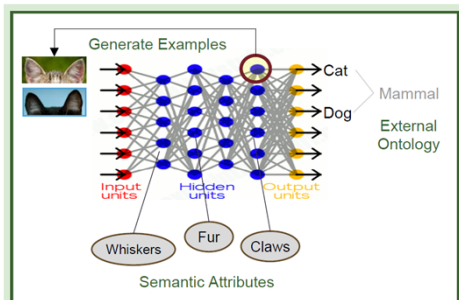 Generate Examples
Cat
Mammal
Dog
External
Ontology
Input
units
Hidden
units
Output
units
Whiskers
Fur
Claws
Semantic Attributes